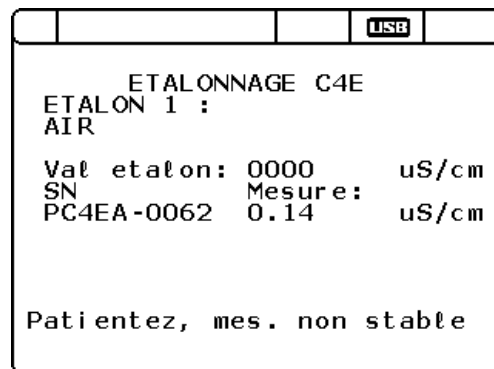 USB
ETALONNAGE C4E
ETALON 1 :
AIR
Val etalon: 0000 uS/cm
SN Mesure:
PC4EA-0062 0.14 uS/cm
Patientez, mes. non stable